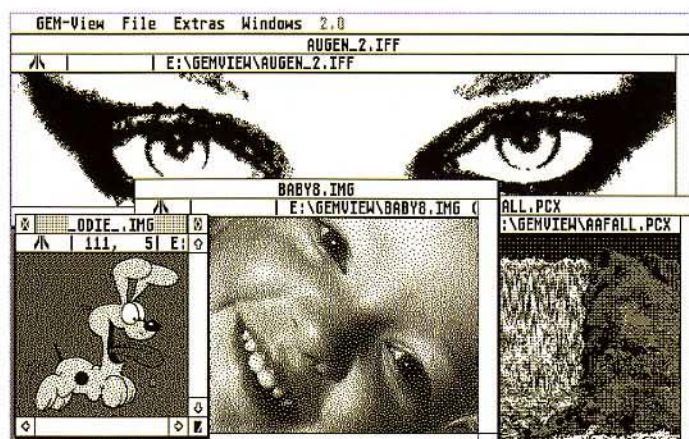 GEM-View File Extras Windows 2.0
AUGEN_2.IFF
E:\GEMVIEW\AUGEN_2.IFF
BABY8.IMG
E:\GEMVIEW\BABY8.IMG (
ALL.PCX
:\GEMVIEW\AAFALL.PCX
_ODIE_.IMG
111, 5| E: